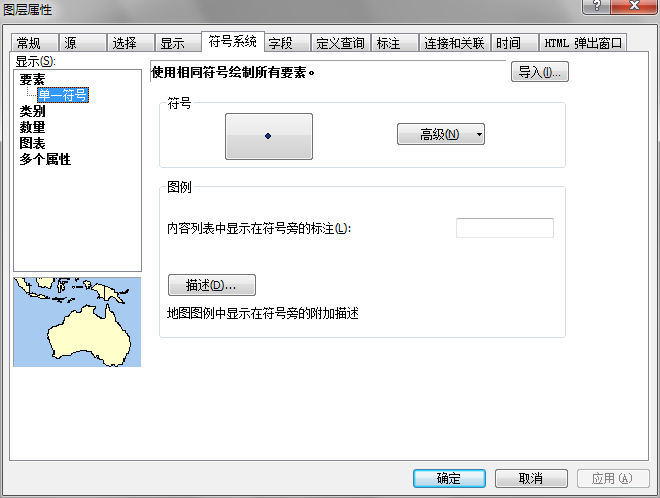 图层属性
常规 源 选择 显示 符号系统 字段 定义查询 标注 连接和关联 时间 HTML 弹出窗口
显示(S):
要素
单一符号
类别
数量
图表
多个属性
使用相同符号绘制所有要素。
导入(I)...
符号
高级(N)
图例
内容列表中显示在符号旁的标注(L):
描述(D)...
地图图例中显示在符号旁的附加描述
确定 取消 应用(A)